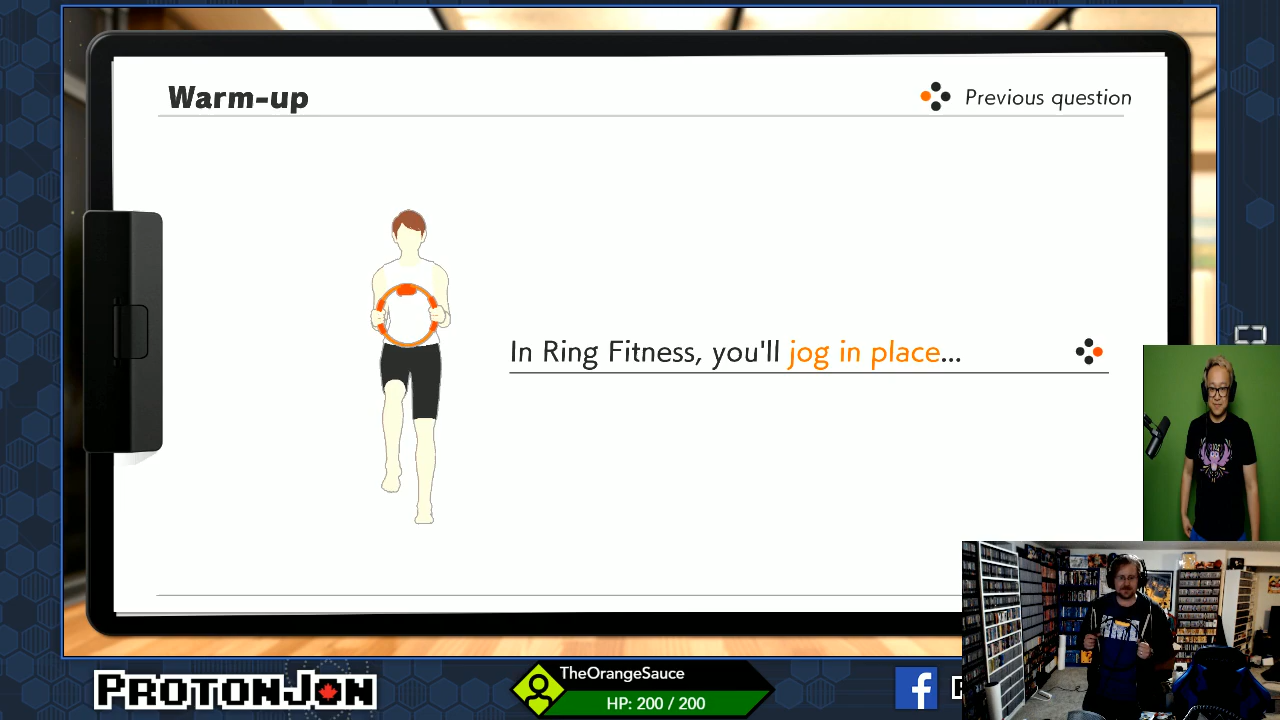 Warm-up
Previous question
In Ring Fitness, you'll jog in place...
PROTONJON
TheOrangeSauce
HP: 200 / 200
f